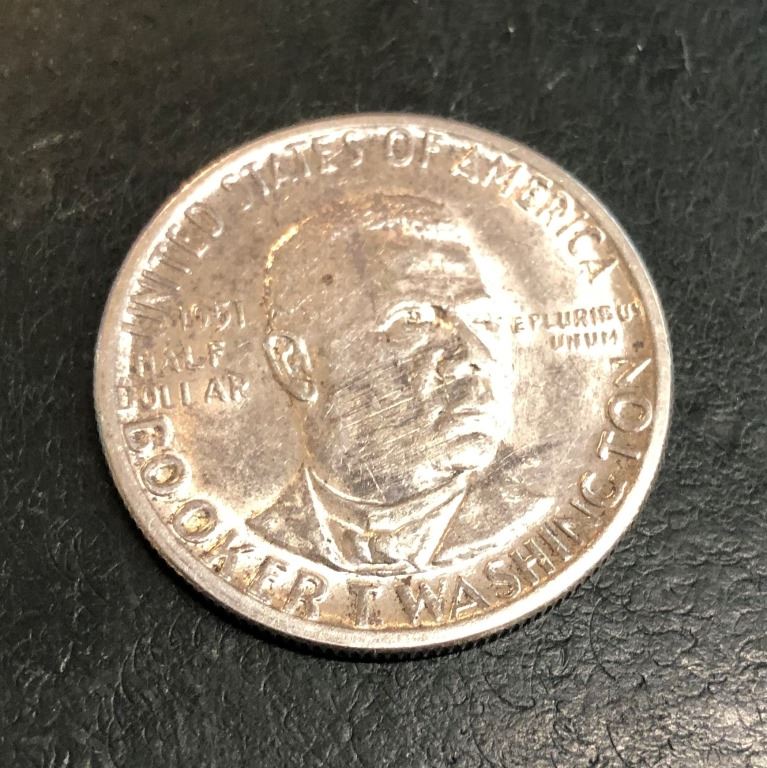 UNITED STATES OF AMERICA
1951
HALF
DOLLAR
E PLURIBUS
UNUM
BOOKER T. WASHINGTON